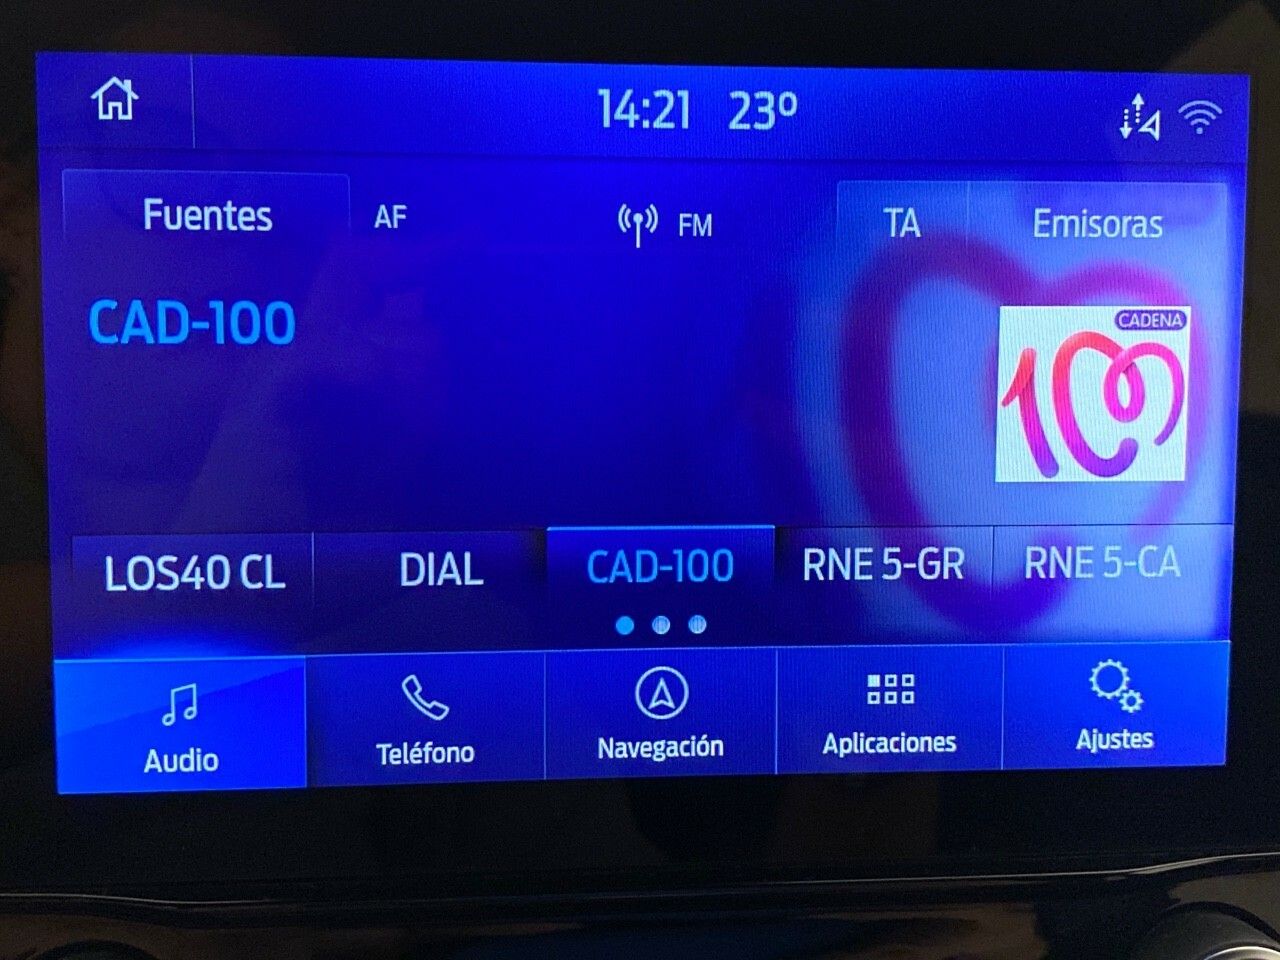 14:21 23º
Fuentes AF FM TA Emisoras
CAD-100
CADENA
100
LOS40 CL DIAL CAD-100 RNE 5-GR RNE 5-CA
Audio Teléfono Navegación Aplicaciones Ajustes